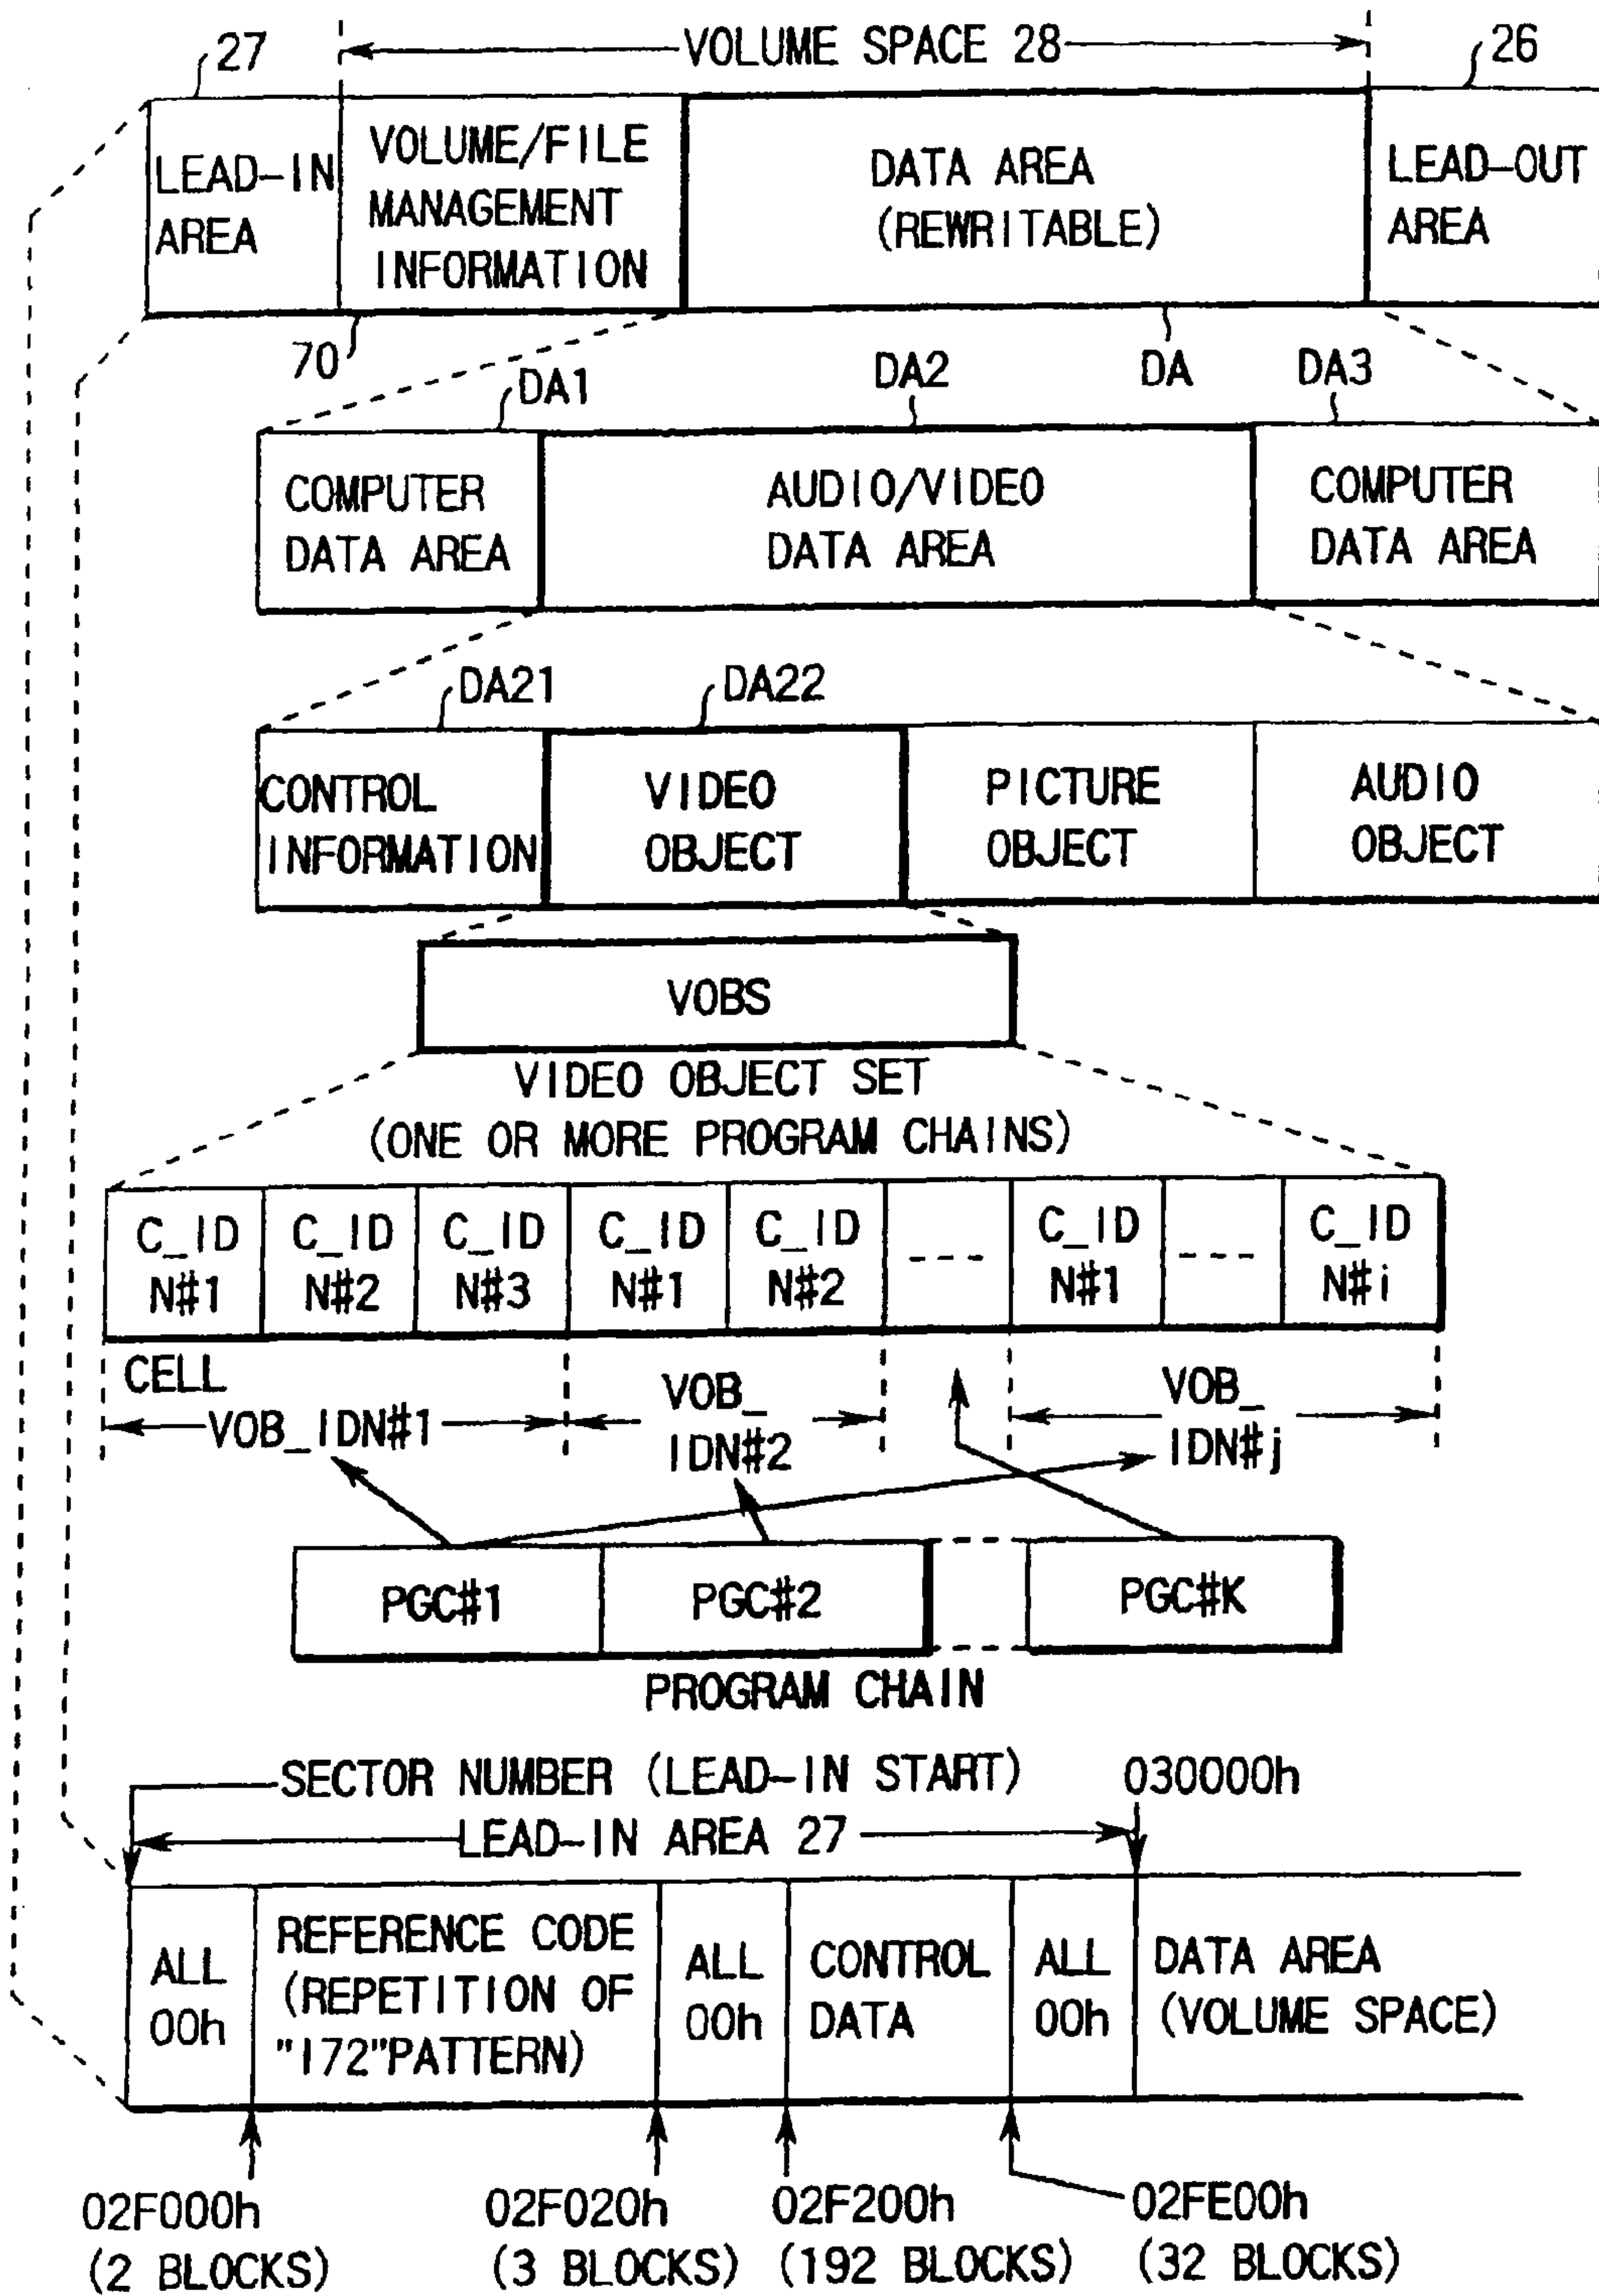 27
VOLUME SPACE 28
26
LEAD-IN
AREA
VOLUME/FILE
MANAGEMENT
INFORMATION
DATA AREA
(REWRITABLE)
LEAD-OUT
AREA
70
DA1
DA2
DA
DA3
COMPUTER
DATA AREA
AUDIO/VIDEO
DATA AREA
COMPUTER
DATA AREA
DA21
DA22
CONTROL
INFORMATION
VIDEO
OBJECT
PICTURE
OBJECT
AUDIO
OBJECT
VOBS
VIDEO OBJECT SET
(ONE OR MORE PROGRAM CHAINS)
C_ID
N#1
C_ID
N#2
C_ID
N#3
C_ID
N#1
C_ID
N#2
----
C_ID
N#1
----
C_ID
N#i
CELL
VOB_IDN#1
VOB_
IDN#2
VOB_
IDN#j
PGC#1
PGC#2
PGC#K
PROGRAM CHAIN
SECTOR NUMBER (LEAD-IN START)
030000h
LEAD-IN AREA 27
ALL
00h
REFERENCE CODE
(REPETITION OF
"172"PATTERN)
ALL
00h
CONTROL
DATA
ALL
00h
DATA AREA
(VOLUME SPACE)
02F000h
(2 BLOCKS)
02F020h
(3 BLOCKS)
02F200h
(192 BLOCKS)
02FE00h
(32 BLOCKS)